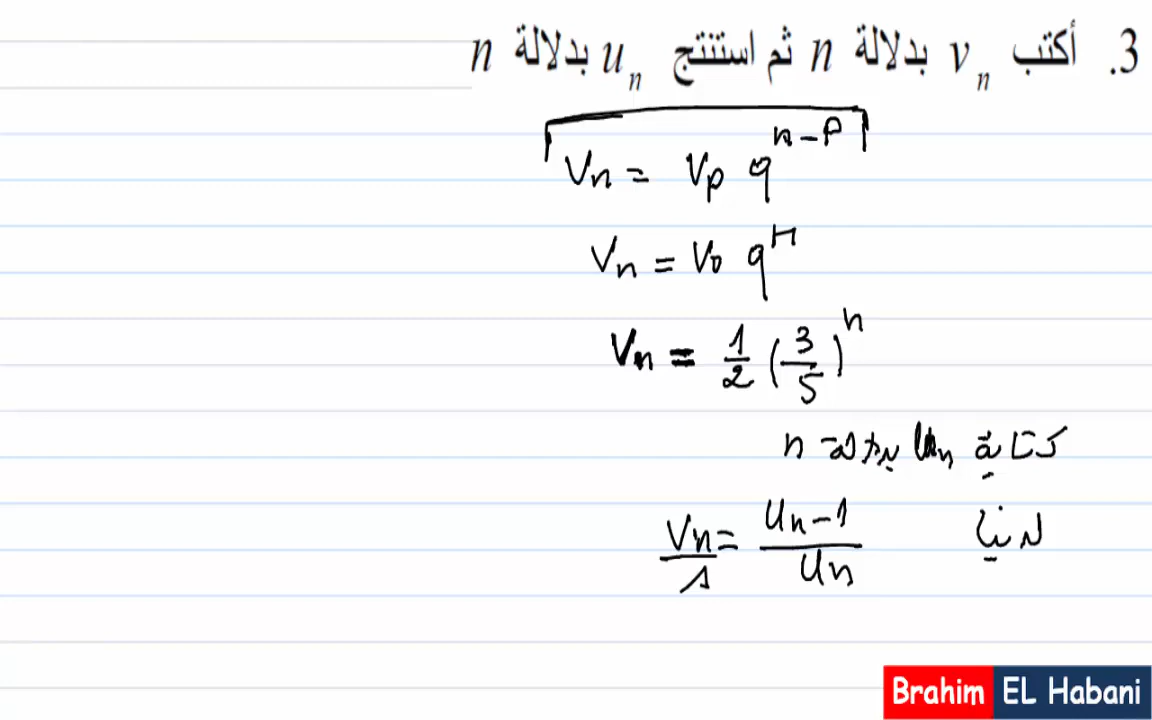 3. أكتب vₙ بدلالة n ثم استنتج uₙ بدلالة n
Vn = Vp q^(n-p)
Vn = V0 q^n
Vn = 1/2 (3/5)^n
كتابة Un بدلالة n
لدينا Vn/1 = (Un-1)/Un
Brahim EL Habani